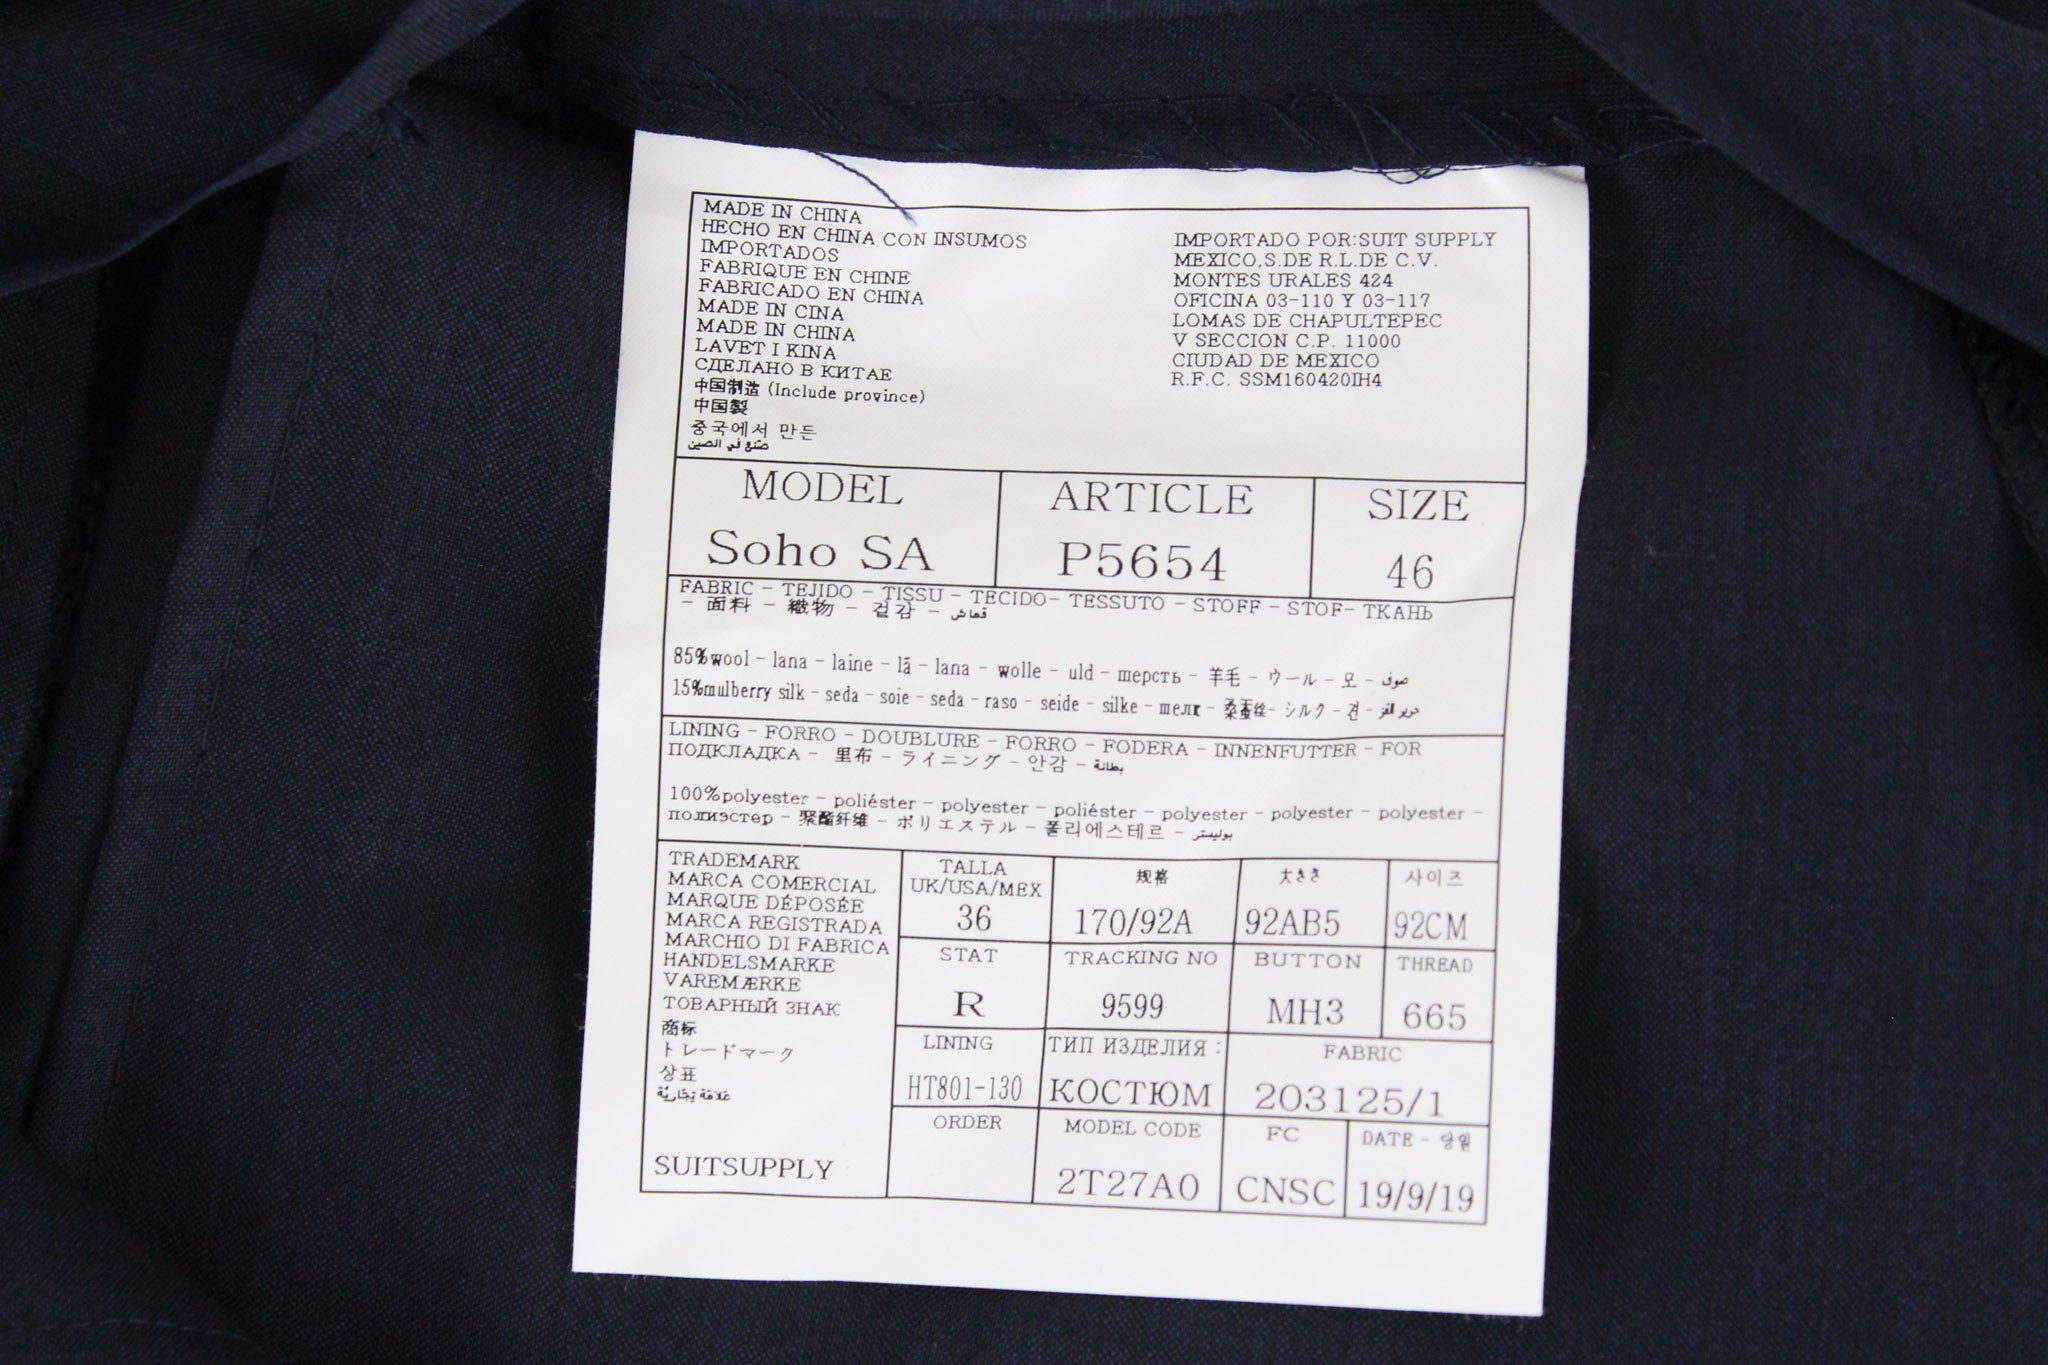 MADE IN CHINA
HECHO EN CHINA CON INSUMOS
IMPORTADOS
FABRIQUE EN CHINE
FABRICADO EN CHINA
MADE IN CINA
MADE IN CHINA
LAVET I KINA
СДЕЛАНО В КИТАЕ
中国制造 (Include province)
中国製
중국에서 만든
صنع في الصين
IMPORTADO POR:SUIT SUPPLY
MEXICO,S.DE R.L.DE C.V.
MONTES URALES 424
OFICINA 03-110 Y 03-117
LOMAS DE CHAPULTEPEC
V SECCION C.P. 11000
CIUDAD DE MEXICO
R.F.C. SSM160420IH4
MODEL
Soho SA
ARTICLE
P5654
SIZE
46
FABRIC - TEJIDO - TISSU - TECIDO- TESSUTO - STOFF - STOF- ТКАНЬ
- 面料 - 織物 - 겉감 - قماش
85%wool - lana - laine - lã - lana - wolle - uld - шерсть - 羊毛 - ウール - 모 - صوف
15%mulberry silk - seda - soie - seda - raso - seide - silke - шелк - 桑蚕丝 - シルク - 견 - حرير القز
LINING - FORRO - DOUBLURE - FORRO - FODERA - INNENFUTTER - FOR
ПОДКЛАДКА - 里布 - ライニング - 안감 - بطانة
100%polyester - poliéster - polyester - poliéster - polyester - polyester - polyester -
полиэстер - 聚酯纤维 - ポリエステル - 폴리에스테르 - بوليستر
TRADEMARK
MARCA COMERCIAL
MARQUE DÉPOSÉE
MARCA REGISTRADA
MARCHIO DI FABRICA
HANDELSMARKE
VAREMÆRKE
ТОВАРНЫЙ ЗНАК
商标
トレードマーク
상표
علامة تجارية
SUITSUPPLY
TALLA
UK/USA/MEX
36
规格
170/92A
大きさ
92AB5
사이즈
92CM
STAT
R
TRACKING NO
9599
BUTTON
MH3
THREAD
665
LINING
HT801-130
ТИП ИЗДЕЛИЯ :
КОСТЮМ
FABRIC
203125/1
ORDER
MODEL CODE
2T27A0
FC
CNSC
DATE - 당일
19/9/19